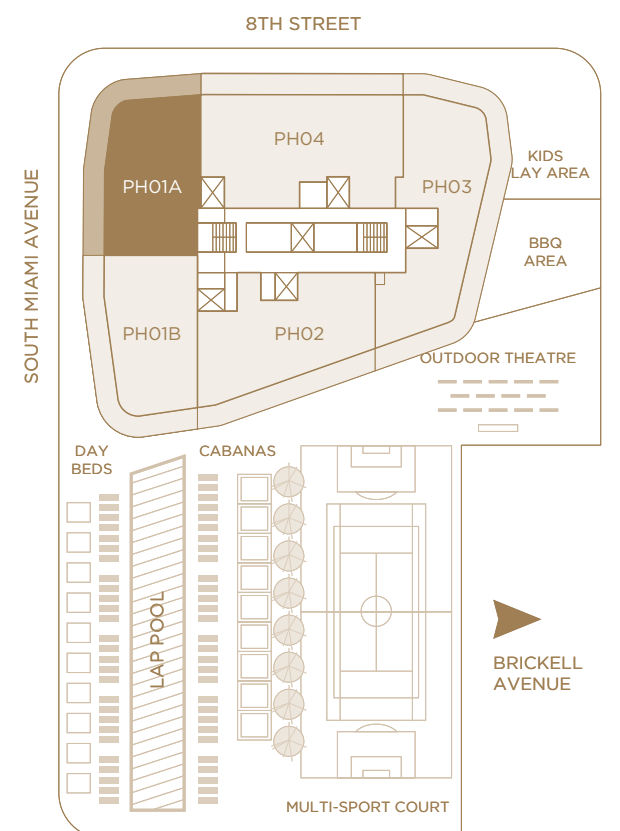 8TH STREET
SOUTH MIAMI AVENUE
PH04
PH01A
PH03
KIDS
LAY AREA
BBQ
AREA
PH01B
PH02
OUTDOOR THEATRE
DAY
BEDS
CABANAS
LAP POOL
BRICKELL
AVENUE
MULTI-SPORT COURT